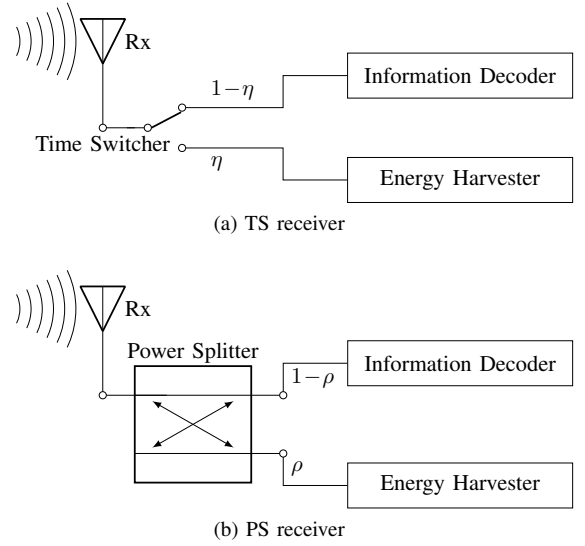 Rx
Information Decoder
1−η
Time Switcher
η
Energy Harvester
(a) TS receiver
Rx
Power Splitter
Information Decoder
1−ρ
ρ
Energy Harvester
(b) PS receiver